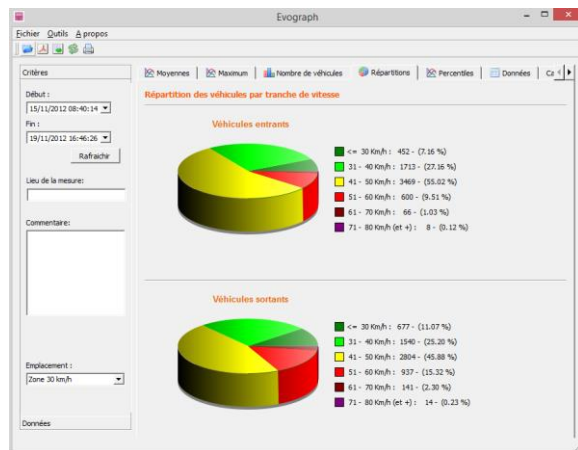 Evograph
Fichier Outils A propos
Critères
Début :
15/11/2012 08:40:14
Fin :
19/11/2012 16:46:26
Rafraichir
Lieu de la mesure:
Commentaire:
Emplacement :
Zone 30 km/h
Données
Moyennes Maximum Nombre de véhicules Répartitions Percentiles Données Ca
Répartition des véhicules par tranche de vitesse
Véhicules entrants
<= 30 Km/h : 452 - (7.16 %)
31 - 40 Km/h : 1713 - (27.16 %)
41 - 50 Km/h : 3469 - (55.02 %)
51 - 60 Km/h : 600 - (9.51 %)
61 - 70 Km/h : 66 - (1.03 %)
71 - 80 Km/h (et +) : 8 - (0.12 %)
Véhicules sortants
<= 30 Km/h : 677 - (11.07 %)
31 - 40 Km/h : 1540 - (25.20 %)
41 - 50 Km/h : 2804 - (45.88 %)
51 - 60 Km/h : 937 - (15.32 %)
61 - 70 Km/h : 141 - (2.30 %)
71 - 80 Km/h (et +) : 14 - (0.23 %)